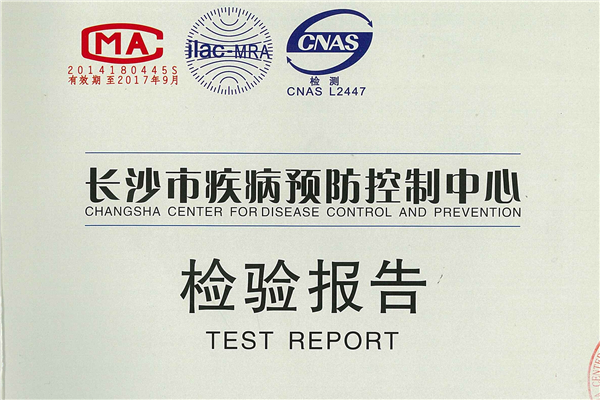 CMA
2014180445S
有效期 至2017年9月
ilac-MRA
CNAS
检 测
CNAS L2447
长沙市疾病预防控制中心
CHANGSHA CENTER FOR DISEASE CONTROL AND PREVENTION
检验报告
TEST REPORT